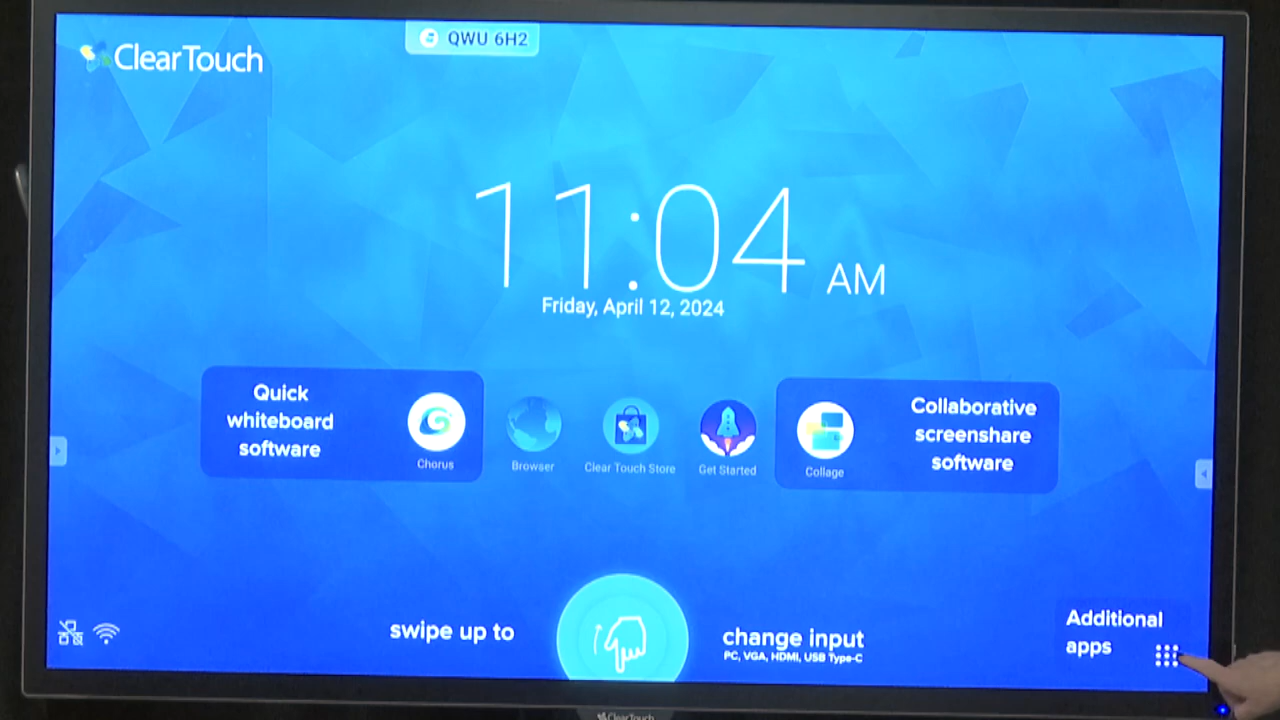 ClearTouch
QWU 6H2
11:04 AM
Friday, April 12, 2024
Quick
whiteboard
software
Chorus
Browser
Clear Touch Store
Get Started
Collage
Collaborative
screenshare
software
swipe up to
change input
PC, VGA, HDMI, USB Type-C
Additional
apps
ClearTouch